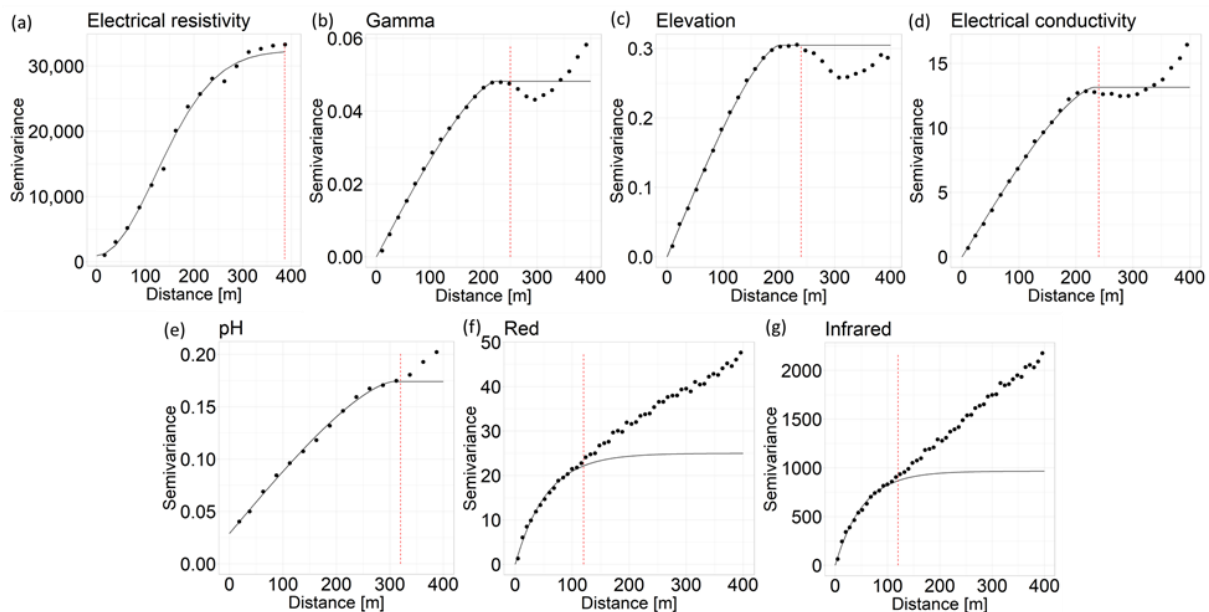 (a) Electrical resistivity
Semivariance
30,000
20,000
10,000
0
0 100 200 300 400
Distance [m]
(b) Gamma
Semivariance
0.06
0.04
0.02
0.00
0 100 200 300 400
Distance [m]
(c) Elevation
Semivariance
0.3
0.2
0.1
0.0
0 100 200 300 400
Distance [m]
(d) Electrical conductivity
Semivariance
15
10
5
0
0 100 200 300 400
Distance [m]
(e) pH
Semivariance
0.20
0.15
0.10
0.05
0.00
0 100 200 300 400
Distance [m]
(f) Red
Semivariance
50
40
30
20
10
0
0 100 200 300 400
Distance [m]
(g) Infrared
Semivariance
2000
1500
1000
500
0
0 100 200 300 400
Distance [m]